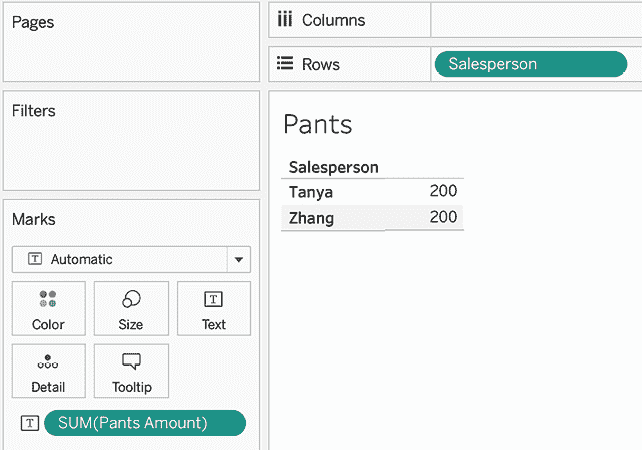 Pages
Columns
Rows
Salesperson
Filters
Pants
Salesperson
Tanya 200
Zhang 200
Marks
T Automatic
Color Size T Text
Detail Tooltip
T SUM(Pants Amount)